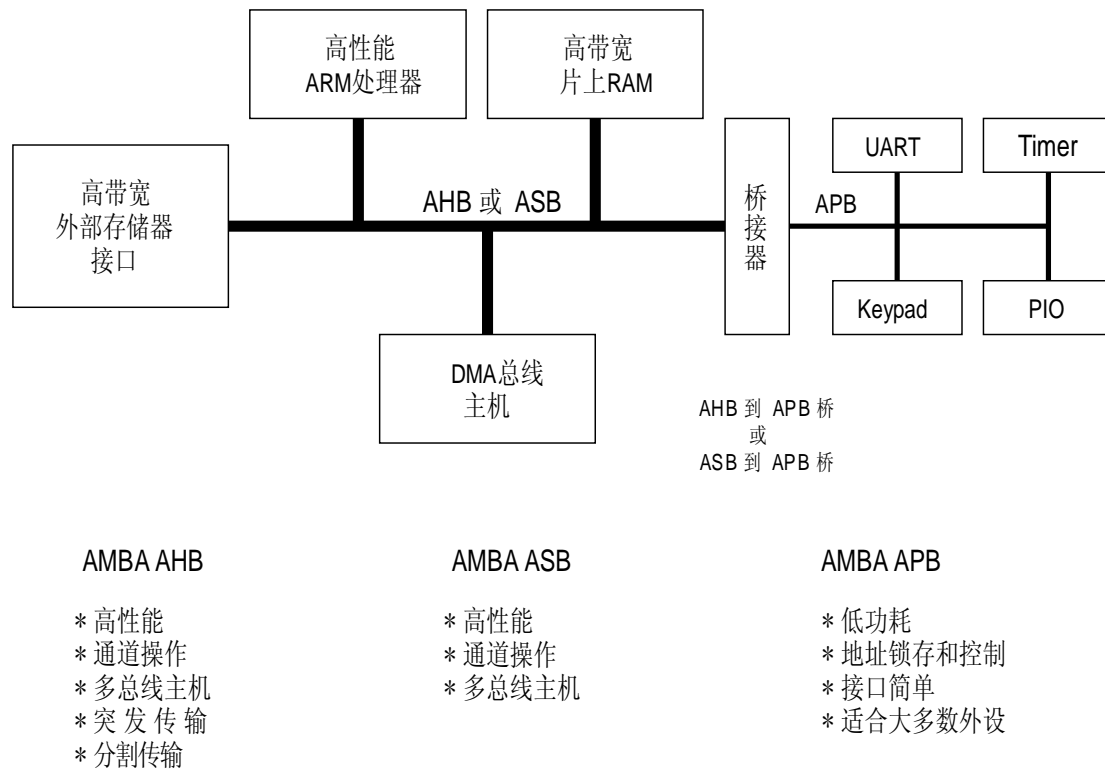 高性能
ARM处理器
高带宽
片上RAM
高带宽
外部存储器
接口
AHB 或 ASB
桥
接
器
APB
UART
Timer
Keypad
PIO
DMA总线
主机
AHB 到 APB 桥
或
ASB 到 APB 桥
AMBA AHB
* 高性能
* 通道操作
* 多总线主机
* 突 发 传 输
* 分割传输
AMBA ASB
* 高性能
* 通道操作
* 多总线主机
AMBA APB
* 低功耗
* 地址锁存和控制
* 接口简单
* 适合大多数外设